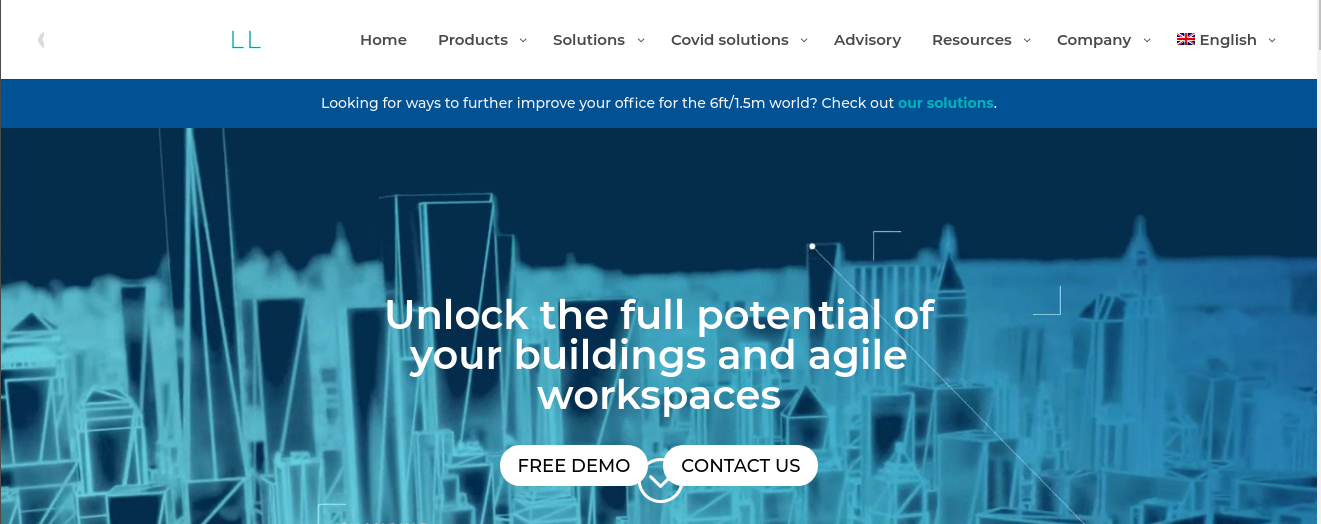 LL
Home Products Solutions Covid solutions Advisory Resources Company English
Looking for ways to further improve your office for the 6ft/1.5m world? Check out our solutions.
Unlock the full potential of
your buildings and agile
workspaces
FREE DEMO CONTACT US